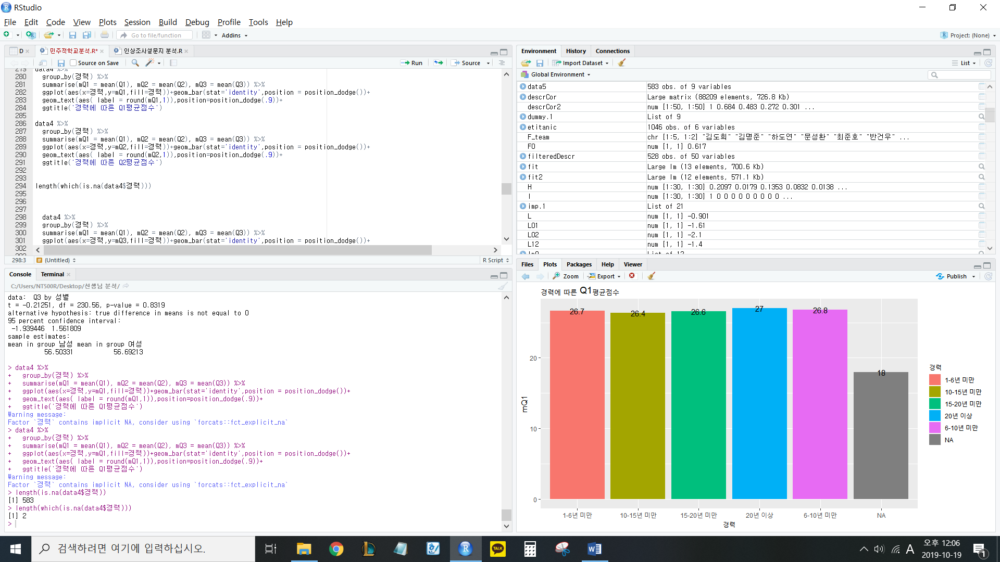 RStudio
File Edit Code View Plots Session Build Debug Profile Tools Help
Go to file/function Addins Project: (None)
D 민주적학교분석.R* 인상조사설문지 분석.R
Source on Save Run Source
279 data4 %>%
280 group_by(경력) %>%
281 summarise(mQ1 = mean(Q1), mQ2 = mean(Q2), mQ3 = mean(Q3)) %>%
282 ggplot(aes(x=경력,y=mQ1,fill=경력))+geom_bar(stat='identity',position = position_dodge())+
283 geom_text(aes( label = round(mQ1,1)),position=position_dodge(.9))+
284 ggtitle('경력에 따른 Q1평균점수')
285
286 data4 %>%
287 group_by(경력) %>%
288 summarise(mQ1 = mean(Q1), mQ2 = mean(Q2), mQ3 = mean(Q3)) %>%
289 ggplot(aes(x=경력,y=mQ2,fill=경력))+geom_bar(stat='identity',position = position_dodge())+
290 geom_text(aes( label = round(mQ2,1)),position=position_dodge(.9))+
291 ggtitle('경력에 따른 Q2평균점수')
292
293
294 length(which(is.na(data4$경력)))
295
296
297
298 data4 %>%
299 group_by(경력) %>%
300 summarise(mQ1 = mean(Q1), mQ2 = mean(Q2), mQ3 = mean(Q3)) %>%
301 ggplot(aes(x=경력,y=mQ3,fill=경력))+geom_bar(stat='identity',position = position_dodge())+
302
298:3 (Untitled) R Script
Console Terminal
C:/Users/NT500R/Desktop/선생님 분석/
data: Q3 by 성별
t = -0.21251, df = 230.56, p-value = 0.8319
alternative hypothesis: true difference in means is not equal to 0
95 percent confidence interval:
-1.939446 1.561809
sample estimates:
mean in group 남성 mean in group 여성
56.50331 56.69213
> data4 %>%
+ group_by(경력) %>%
+ summarise(mQ1 = mean(Q1), mQ2 = mean(Q2), mQ3 = mean(Q3)) %>%
+ ggplot(aes(x=경력,y=mQ1,fill=경력))+geom_bar(stat='identity',position = position_dodge())+
+ geom_text(aes( label = round(mQ1,1)),position=position_dodge(.9))+
+ ggtitle('경력에 따른 Q1평균점수')
Warning message:
Factor `경력` contains implicit NA, consider using `forcats::fct_explicit_na`
> data4 %>%
+ group_by(경력) %>%
+ summarise(mQ1 = mean(Q1), mQ2 = mean(Q2), mQ3 = mean(Q3)) %>%
+ ggplot(aes(x=경력,y=mQ1,fill=경력))+geom_bar(stat='identity',position = position_dodge())+
+ geom_text(aes( label = round(mQ1,1)),position=position_dodge(.9))+
+ ggtitle('경력에 따른 Q1평균점수')
Warning message:
Factor `경력` contains implicit NA, consider using `forcats::fct_explicit_na`
> length(is.na(data4$경력))
[1] 583
> length(which(is.na(data4$경력)))
[1] 2
>
Environment History Connections
Import Dataset List
Global Environment
data5 583 obs. of 9 variables
descrCor Large matrix (88209 elements, 726.8 Kb)
descrCor2 num [1:50, 1:50] 1 0.684 0.483 0.272 0.301 ...
dummy.1 List of 9
etitanic 1046 obs. of 6 variables
F_team chr [1:5, 1:2] "김도희" "김명준" "하도연" "문성환" "최준호" "반건우" ...
FO num [1, 1] 0.617
filteredDescr 528 obs. of 50 variables
fit Large lm (13 elements, 700.6 Kb)
fit2 Large lm (12 elements, 571.1 Kb)
H num [1:30, 1:30] 0.2097 0.0179 0.1353 0.0832 0.0138 ...
I num [1:30, 1:30] 1 0 0 0 0 0 0 0 0 0 ...
imp.1 List of 21
L num [1, 1] -0.901
L01 num [1, 1] -1.61
L02 num [1, 1] -2.1
L12 num [1, 1] -1.4
Files Plots Packages Help Viewer
Zoom Export Publish
경력에 따른 Q1평균점수
26.7 26.4 26.6 27 26.8 18
20
10
0
mQ1
1-6년 미만 10-15년 미만 15-20년 미만 20년 이상 6-10년 미만 NA
경력
경력
1-6년 미만
10-15년 미만
15-20년 미만
20년 이상
6-10년 미만
NA
검색하려면 여기에 입력하십시오.
TALK
A
오후 12:06
2019-10-19
1